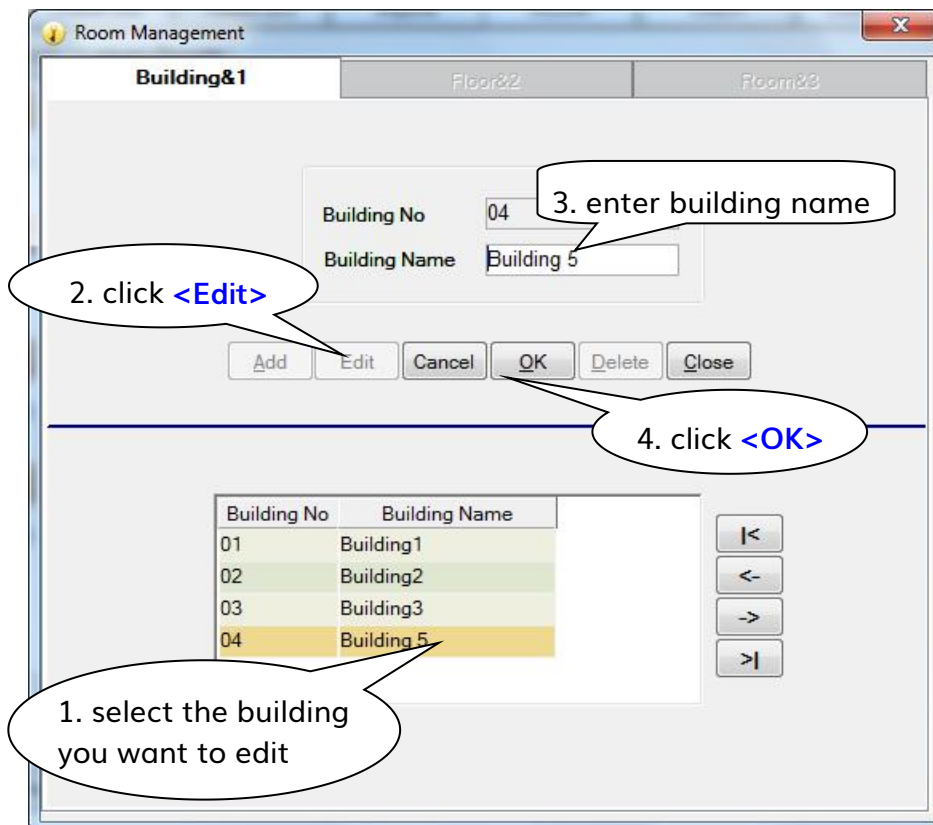 Room Management
X
Building&1 Floor&2 Room&3
3. enter building name
Building No 04
Building Name Building 5
2. click <Edit>
Add Edit Cancel OK Delete Close
4. click <OK>
Building No Building Name
01 Building1
02 Building2
03 Building3
04 Building 5
|<
<-
->
>|
1. select the building
you want to edit